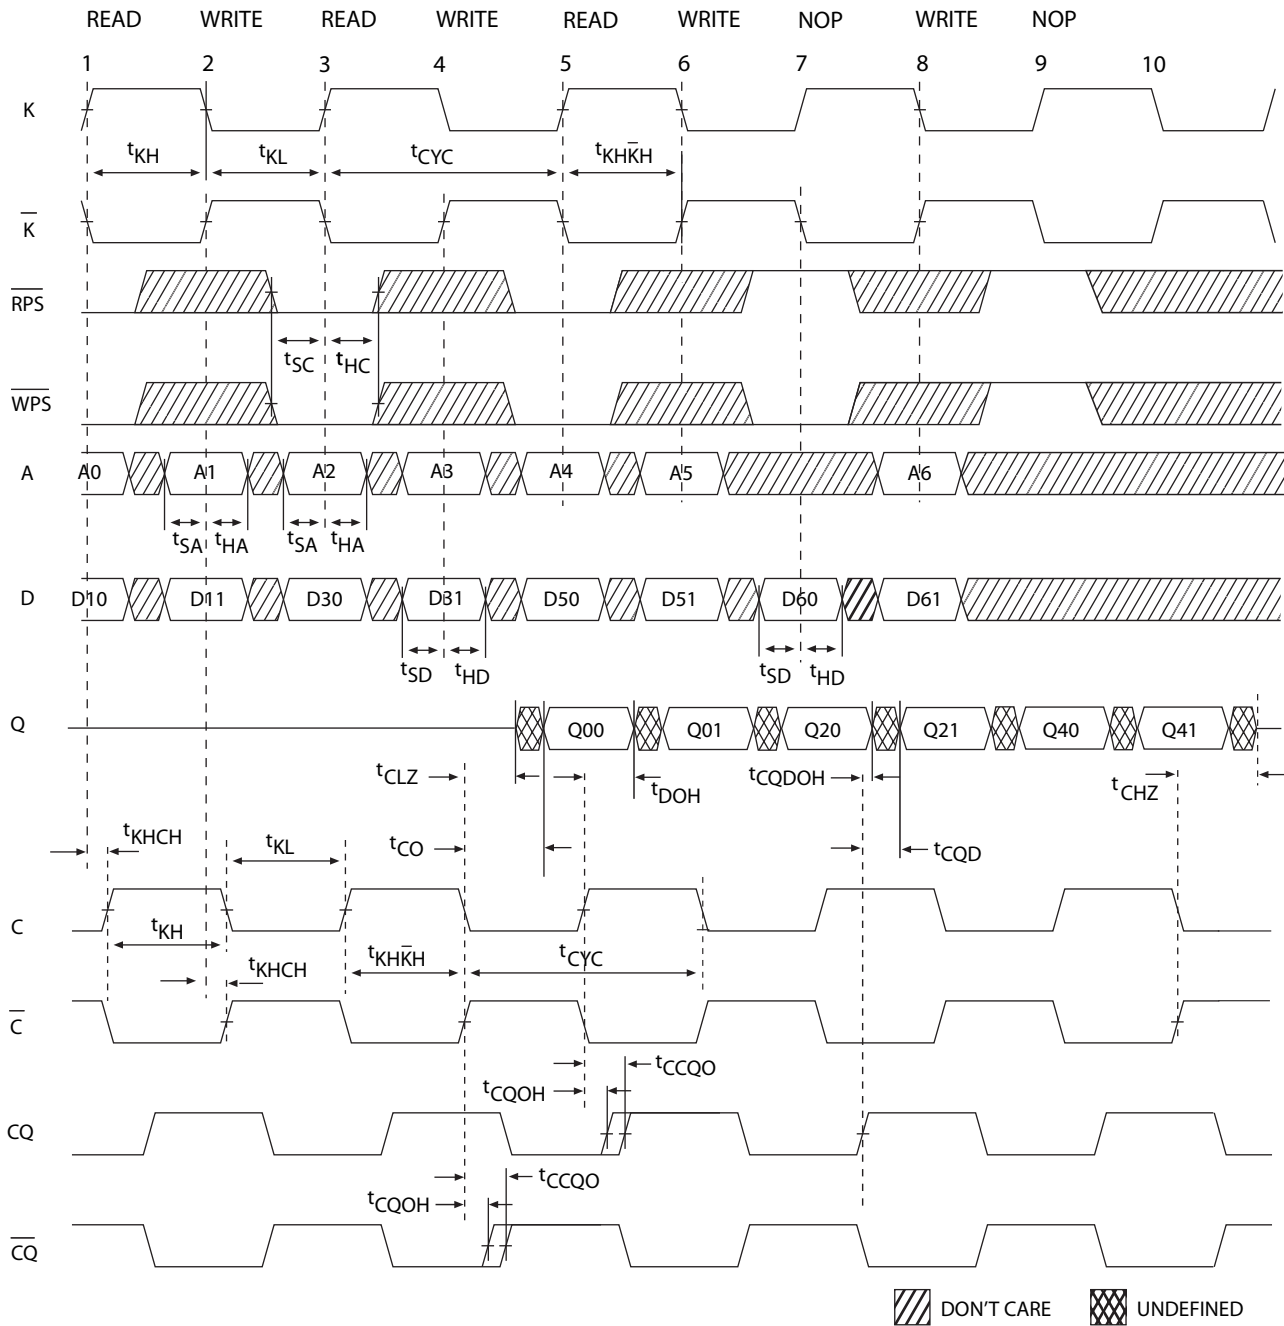 READ WRITE READ WRITE READ WRITE NOP WRITE NOP
1 2 3 4 5 6 7 8 9 10
K
tKH tKL tCYC tKHK̅H
K̅
R̅P̅S̅
tSC tHC
W̅P̅S̅
A A0 A1 A2 A3 A4 A5 A6
tSA tHA tSA tHA
D D10 D11 D30 D31 D50 D51 D60 D61
tSD tHD tSD tHD
Q Q00 Q01 Q20 Q21 Q40 Q41
tCLZ tDOH tCQDOH tCHZ
tKHCH tKL tCO tCQD
C
tKH tKHK̅H tCYC
tKHCH
C̅
tCCQO
tCQOH
CQ
tCCQO
tCQOH
C̅Q̅
DON'T CARE UNDEFINED